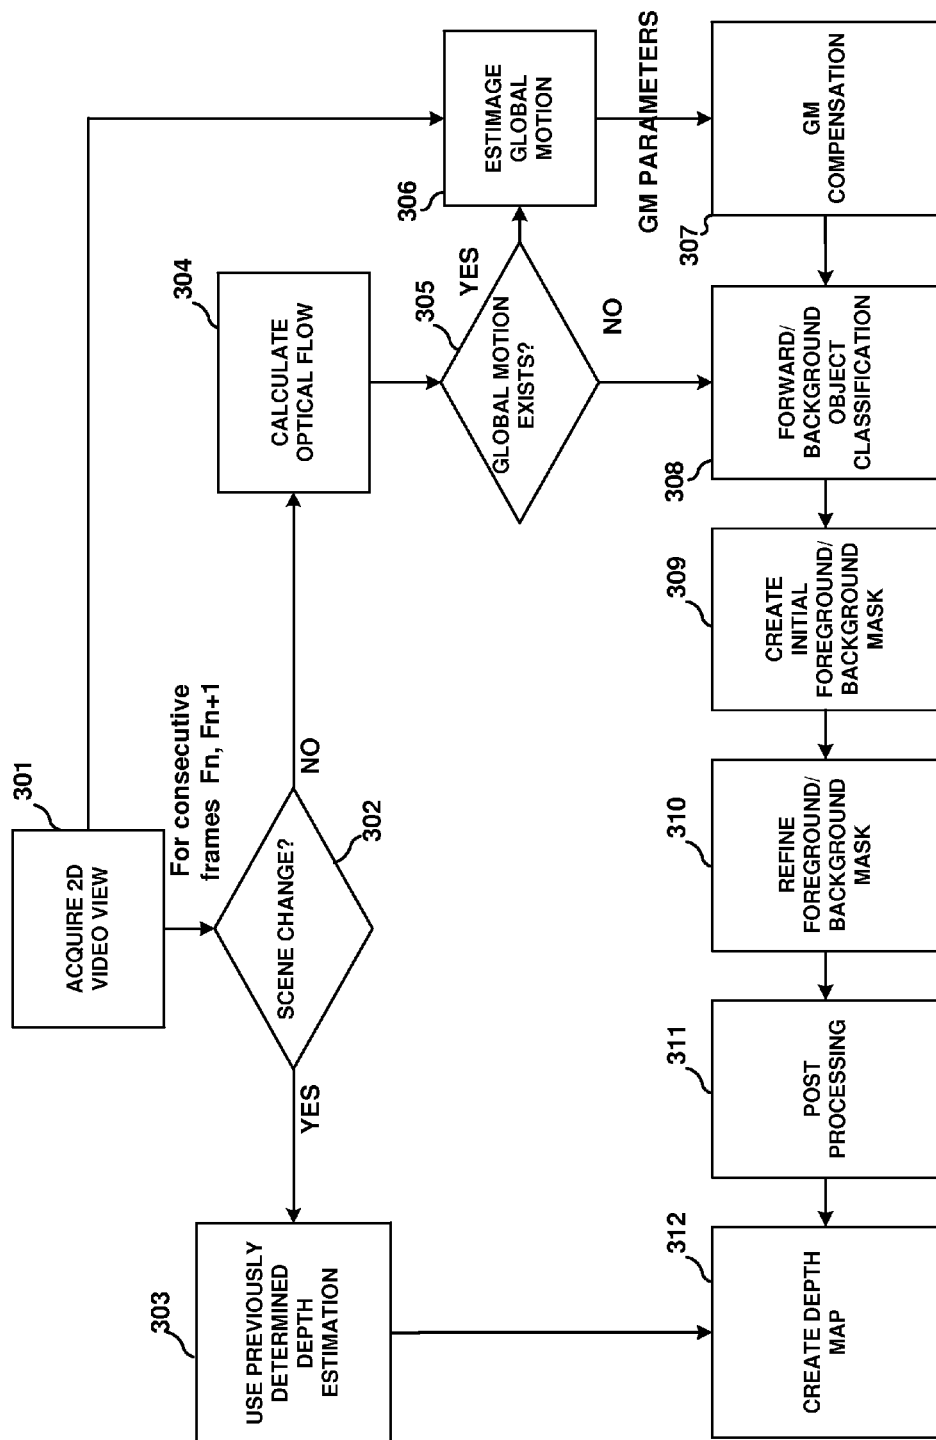 301
ACQUIRE 2D
VIDEO VIEW
For consecutive
frames Fn, Fn+1
SCENE CHANGE?
302
YES
NO
303
USE PREVIOUSLY
DETERMINED
DEPTH
ESTIMATION
304
CALCULATE
OPTICAL FLOW
305
GLOBAL MOTION
EXISTS?
YES
NO
306
ESTIMAGE
GLOBAL
MOTION
GM PARAMETERS
307
GM
COMPENSATION
308
FORWARD/
BACKGROUND
OBJECT
CLASSIFICATION
309
CREATE
INITIAL
FOREGROUND/
BACKGROUND
MASK
310
REFINE
FOREGROUND/
BACKGROUND
MASK
311
POST
PROCESSING
312
CREATE DEPTH
MAP